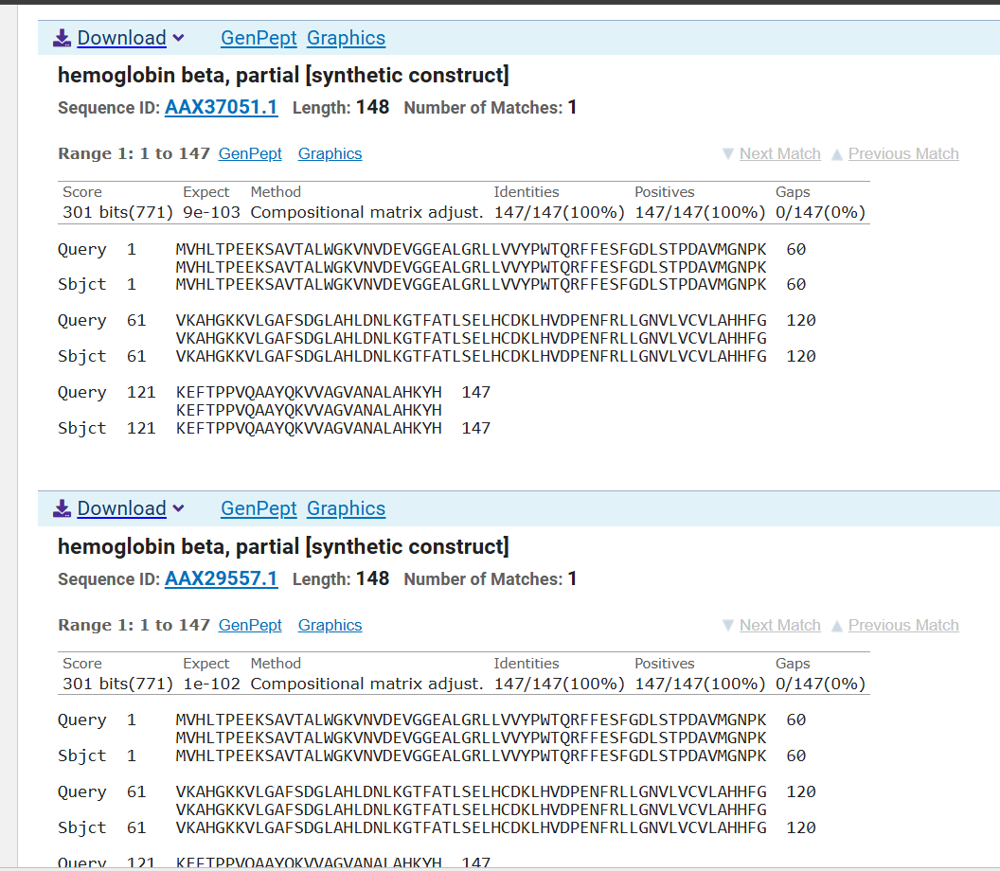 Download GenPept Graphics
hemoglobin beta, partial [synthetic construct]
Sequence ID: AAX37051.1 Length: 148 Number of Matches: 1
Range 1: 1 to 147 GenPept Graphics ▼ Next Match ▲ Previous Match
Score Expect Method Identities Positives Gaps
301 bits(771) 9e-103 Compositional matrix adjust. 147/147(100%) 147/147(100%) 0/147(0%)
Query 1 MVHLTPEEKSAVTALWGKVNVDEVGGEALGRLLVVYPWTQRFFESFGDLSTPDAVMGNPK 60
MVHLTPEEKSAVTALWGKVNVDEVGGEALGRLLVVYPWTQRFFESFGDLSTPDAVMGNPK
Sbjct 1 MVHLTPEEKSAVTALWGKVNVDEVGGEALGRLLVVYPWTQRFFESFGDLSTPDAVMGNPK 60
Query 61 VKAHGKKVLGAFSDGLAHLDNLKGTFATLSELHCDKLHVDPENFRLLGNVLVCVLAHHFG 120
VKAHGKKVLGAFSDGLAHLDNLKGTFATLSELHCDKLHVDPENFRLLGNVLVCVLAHHFG
Sbjct 61 VKAHGKKVLGAFSDGLAHLDNLKGTFATLSELHCDKLHVDPENFRLLGNVLVCVLAHHFG 120
Query 121 KEFTPPVQAAYQKVVAGVANALAHKYH 147
KEFTPPVQAAYQKVVAGVANALAHKYH
Sbjct 121 KEFTPPVQAAYQKVVAGVANALAHKYH 147
Download GenPept Graphics
hemoglobin beta, partial [synthetic construct]
Sequence ID: AAX29557.1 Length: 148 Number of Matches: 1
Range 1: 1 to 147 GenPept Graphics ▼ Next Match ▲ Previous Match
Score Expect Method Identities Positives Gaps
301 bits(771) 1e-102 Compositional matrix adjust. 147/147(100%) 147/147(100%) 0/147(0%)
Query 1 MVHLTPEEKSAVTALWGKVNVDEVGGEALGRLLVVYPWTQRFFESFGDLSTPDAVMGNPK 60
MVHLTPEEKSAVTALWGKVNVDEVGGEALGRLLVVYPWTQRFFESFGDLSTPDAVMGNPK
Sbjct 1 MVHLTPEEKSAVTALWGKVNVDEVGGEALGRLLVVYPWTQRFFESFGDLSTPDAVMGNPK 60
Query 61 VKAHGKKVLGAFSDGLAHLDNLKGTFATLSELHCDKLHVDPENFRLLGNVLVCVLAHHFG 120
VKAHGKKVLGAFSDGLAHLDNLKGTFATLSELHCDKLHVDPENFRLLGNVLVCVLAHHFG
Sbjct 61 VKAHGKKVLGAFSDGLAHLDNLKGTFATLSELHCDKLHVDPENFRLLGNVLVCVLAHHFG 120
Query 121 KEFTPPVQAAYQKVVAGVANALAHKYH 147